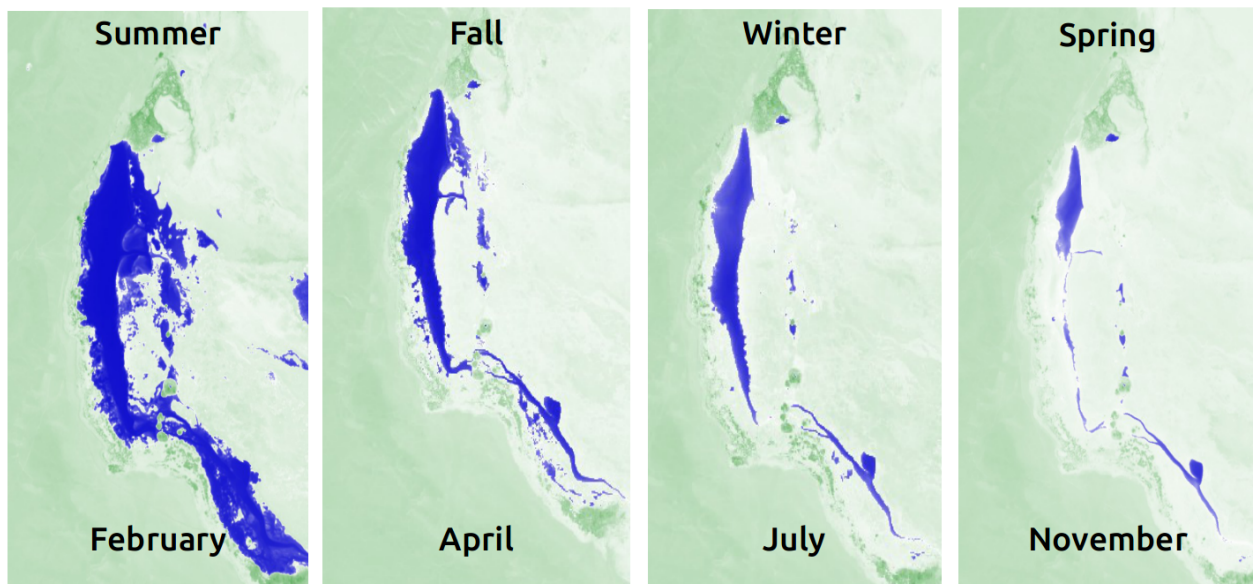 Summer
Fall
Winter
Spring
February
April
July
November